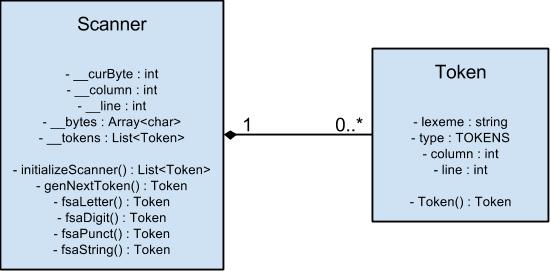 Scanner
- __curByte : int
- __column : int
- __line : int
- __bytes : Array<char>
- __tokens : List<Token>
- initializeScanner() : List<Token>
- genNextToken() : Token
- fsaLetter() : Token
- fsaDigit() : Token
- fsaPunct() : Token
- fsaString() : Token
1
0..*
Token
- lexeme : string
- type : TOKENS
- column : int
- line : int
- Token() : Token